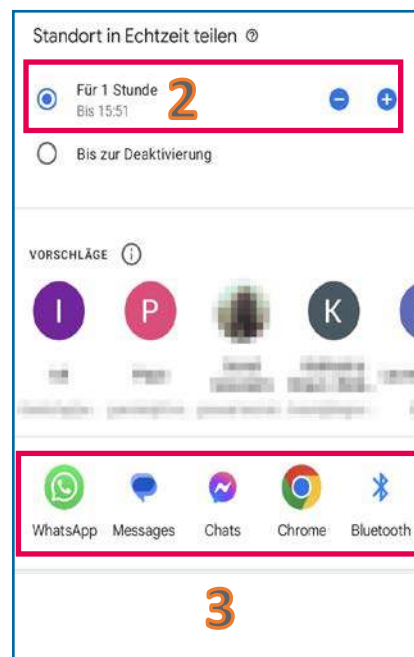 Standort in Echtzeit teilen ?
Für 1 Stunde
Bis 15:51
2
Bis zur Deaktivierung
VORSCHLÄGE i
I P K
WhatsApp Messages Chats Chrome Bluetooth
3